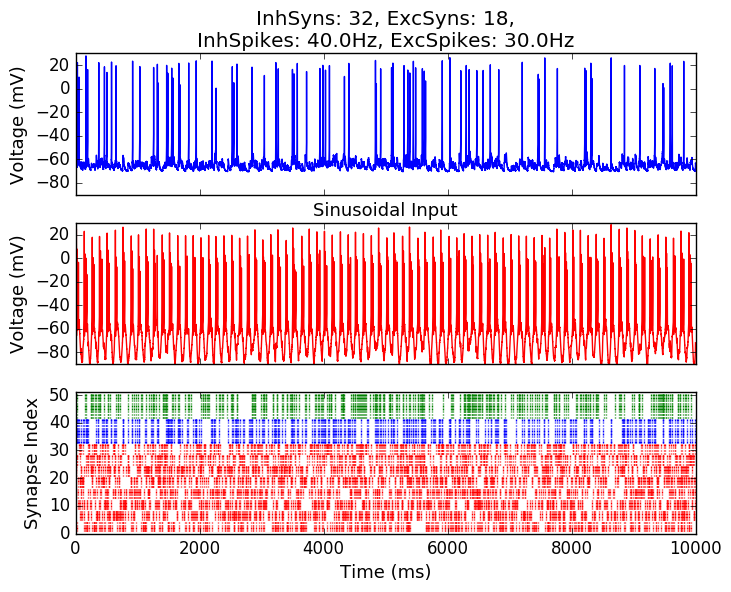 InhSyns: 32, ExcSyns: 18,
InhSpikes: 40.0Hz, ExcSpikes: 30.0Hz
Voltage (mV)
20
0
−20
−40
−60
−80
Sinusoidal Input
Voltage (mV)
20
0
−20
−40
−60
−80
Synapse Index
50
40
30
20
10
0
0 2000 4000 6000 8000 10000
Time (ms)